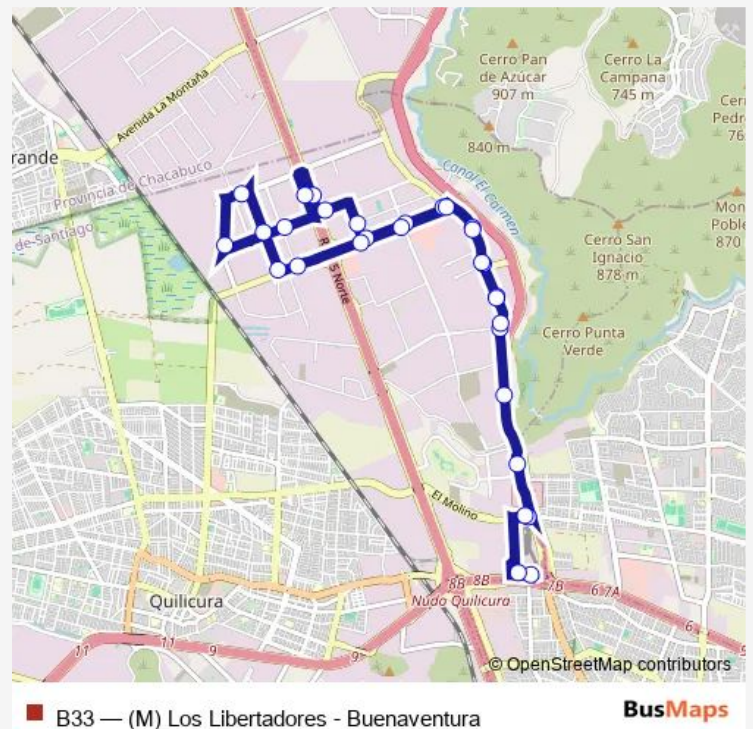 Cerro Pan
de Azúcar
907 m
Cerro La
Campana
745 m
Avenida La Montaña
840 m
Canal El Carmen
Provincia de Chacabuco
de-Santiago
Cerro San
Ignacio
878 m
5 Norte
Cerro Punta
Verde
El Molino
8B 8B
7B
6 7A
Nudo Quilicura
Quilicura
6
11
11
9
9
© OpenStreetMap contributors
B33 — (M) Los Libertadores - Buenaventura
BusMaps